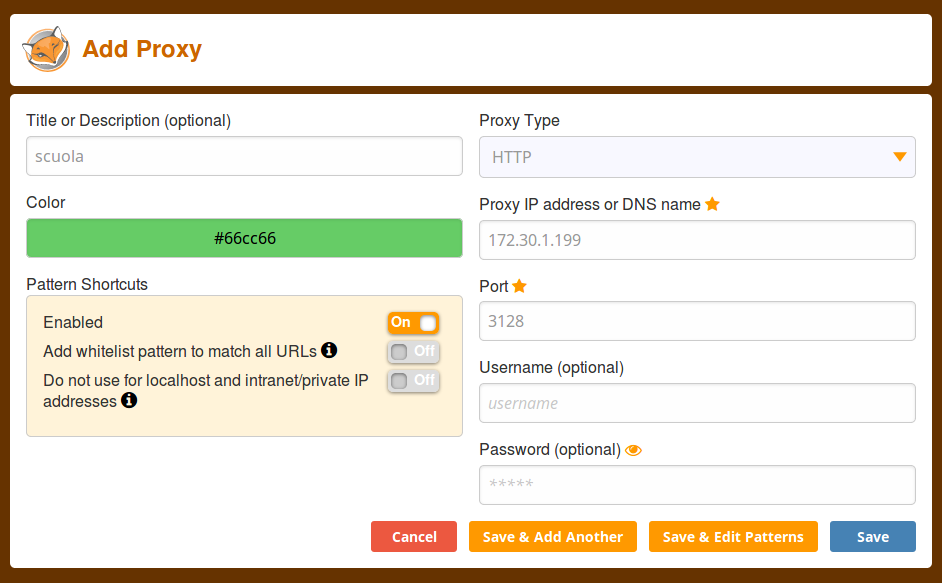 Add Proxy
Title or Description (optional)
scuola
Color
#66cc66
Pattern Shortcuts
Enabled
On
Add whitelist pattern to match all URLs
Off
Do not use for localhost and intranet/private IP
addresses
Off
Proxy Type
HTTP
Proxy IP address or DNS name
172.30.1.199
Port
3128
Username (optional)
username
Password (optional)
*****
Cancel
Save & Add Another
Save & Edit Patterns
Save